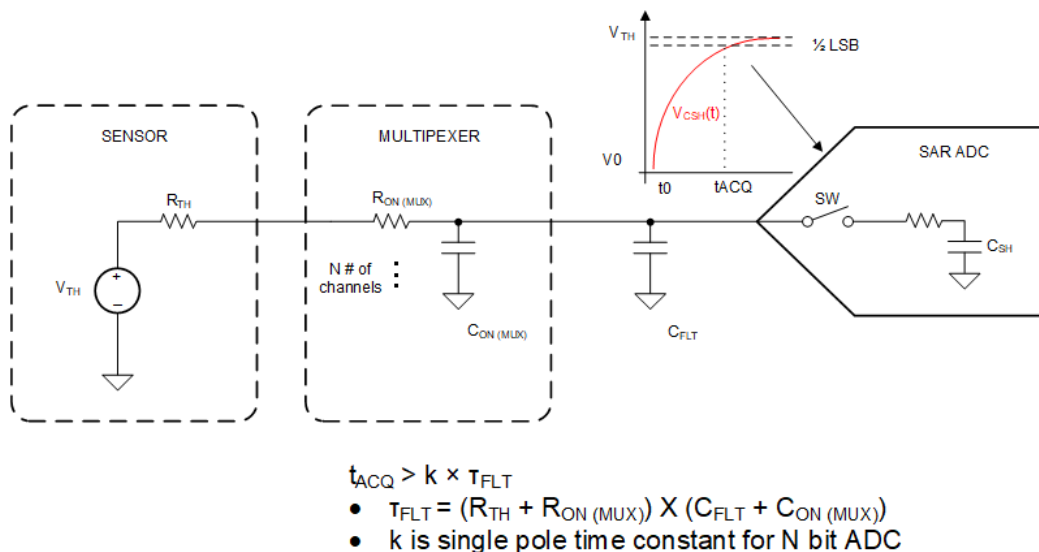 V_TH
½ LSB
V_CSH(t)
V0
t0
tACQ
SENSOR
MULTIPEXER
SAR ADC
R_TH
R_ON (MUX)
SW
C_SH
N # of
channels
V_TH
+
−
C_ON (MUX)
C_FLT
t_ACQ > k × τ_FLT
• τ_FLT = (R_TH + R_ON (MUX)) X (C_FLT + C_ON (MUX))
• k is single pole time constant for N bit ADC